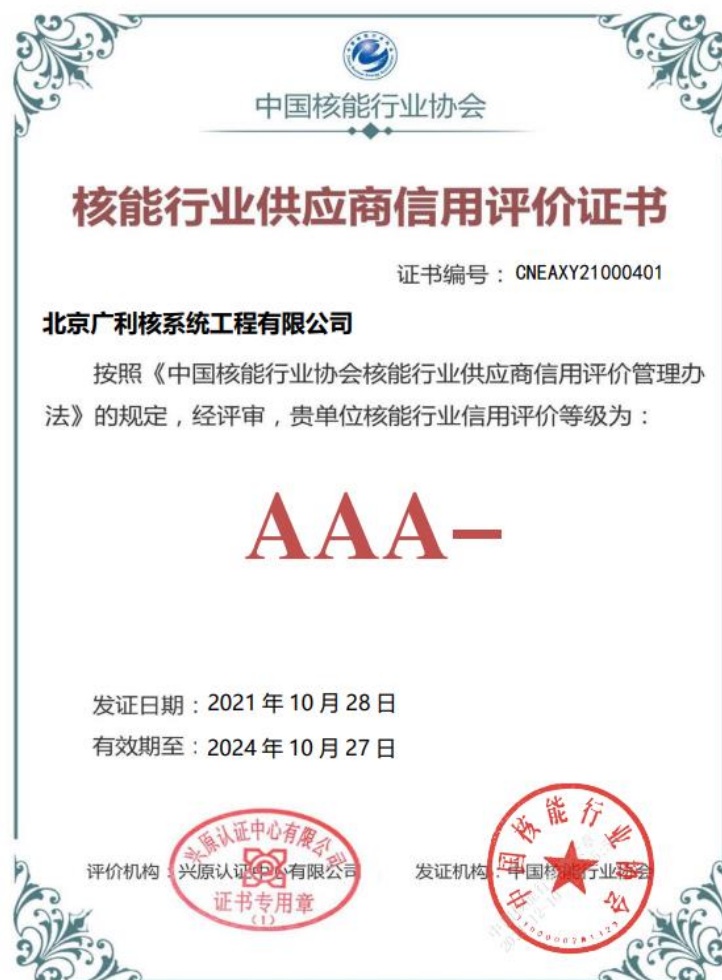 中国核能行业协会
核能行业供应商信用评价证书
证书编号：CNEAXY21000401
北京广利核系统工程有限公司
按照《中国核能行业协会核能行业供应商信用评价管理办
法》的规定，经评审，贵单位核能行业信用评价等级为：
AAA-
发证日期：2021年10月28日
有效期至：2024年10月27日
评价机构：兴原认证中心有限公司
兴原认证中心有限公司
证书专用章
(1)
发证机构：中国核能行业协会
中国核能行业协会